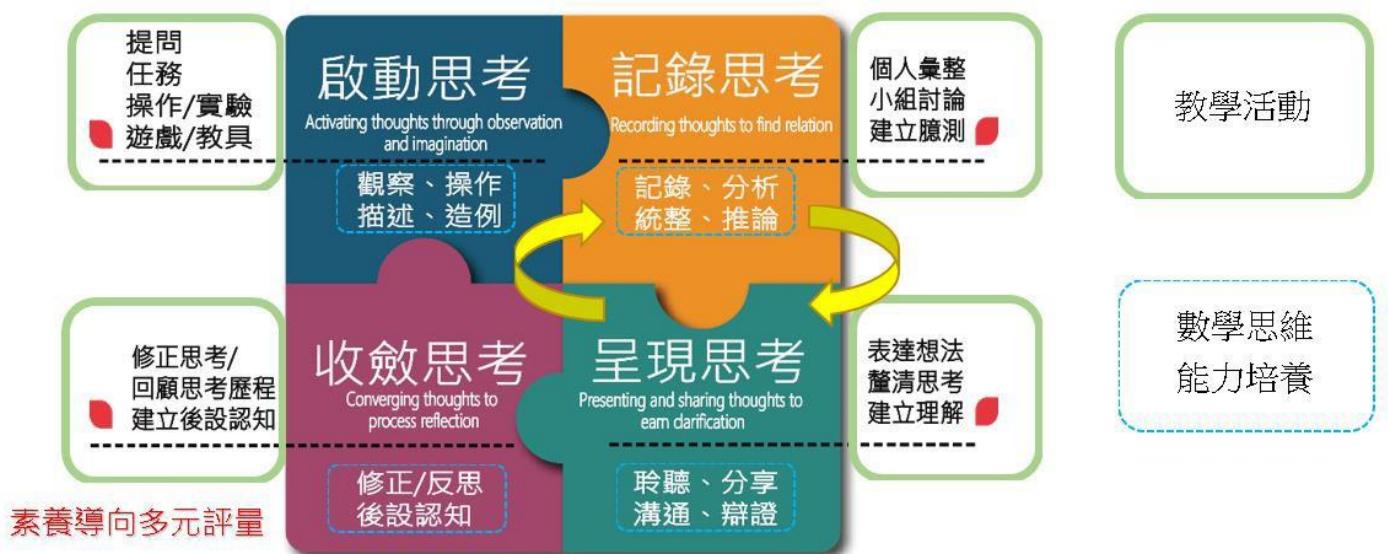 提問
任務
操作/實驗
遊戲/教具
啟動思考
Activating thoughts through observation
and imagination
觀察、操作
描述、造例
記錄思考
Recording thoughts to find relation
記錄、分析
統整、推論
個人彙整
小組討論
建立臆測
教學活動
修正思考/
回顧思考歷程
建立後設認知
收斂思考
Converging thoughts to
process reflection
修正/反思
後設認知
呈現思考
Presenting and sharing thoughts to
earn clarification
聆聽、分享
溝通、辯證
表達想法
釐清思考
建立理解
數學思維
能力培養
素養導向多元評量